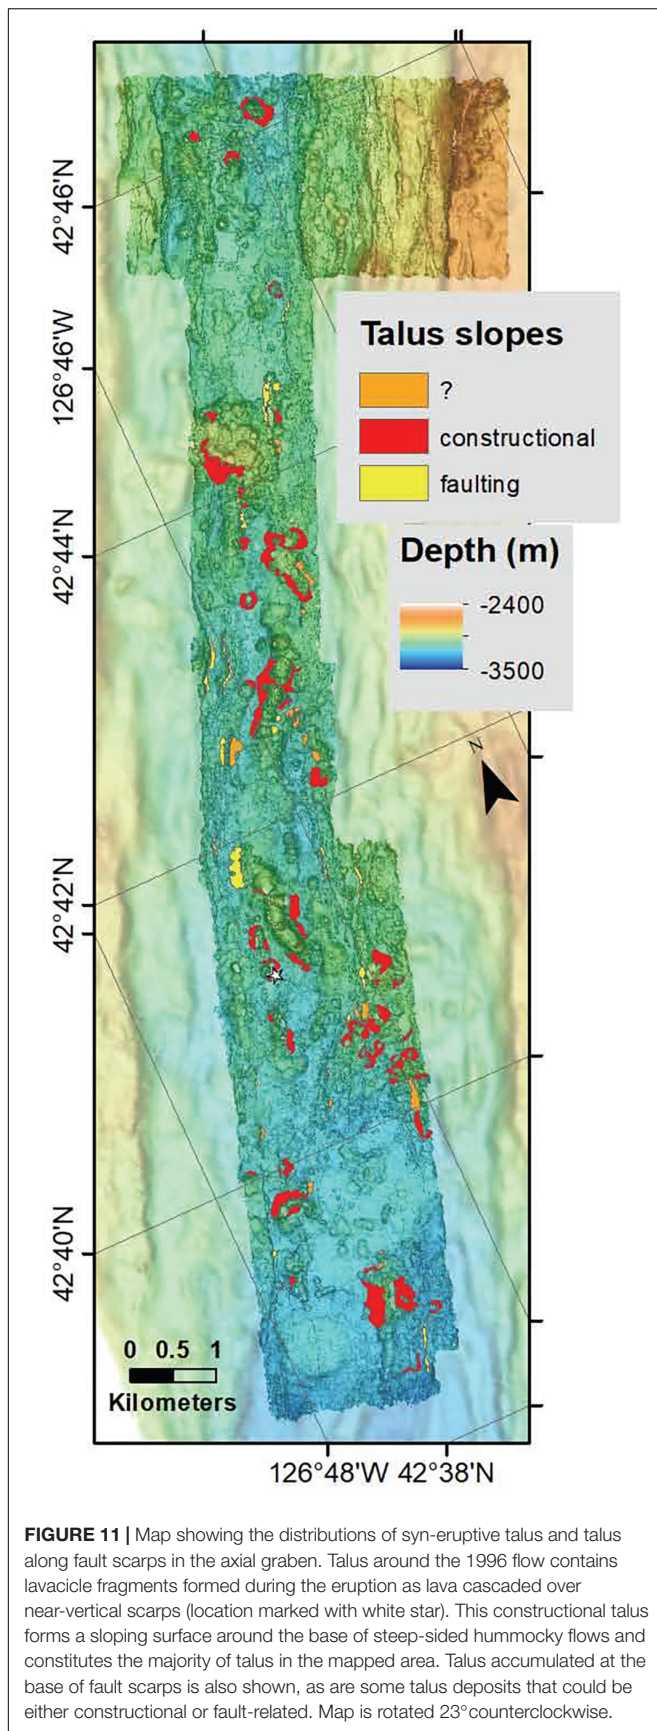 42°46'N
126°46'W
42°44'N
42°42'N
42°40'N
Talus slopes
?
constructional
faulting
Depth (m)
-2400
-3500
N
0 0.5 1
Kilometers
126°48'W 42°38'N
FIGURE 11 | Map showing the distributions of syn-eruptive talus and talus
along fault scarps in the axial graben. Talus around the 1996 flow contains
lavacicle fragments formed during the eruption as lava cascaded over
near-vertical scarps (location marked with white star). This constructional talus
forms a sloping surface around the base of steep-sided hummocky flows and
constitutes the majority of talus in the mapped area. Talus accumulated at the
base of fault scarps is also shown, as are some talus deposits that could be
either constructional or fault-related. Map is rotated 23°counterclockwise.